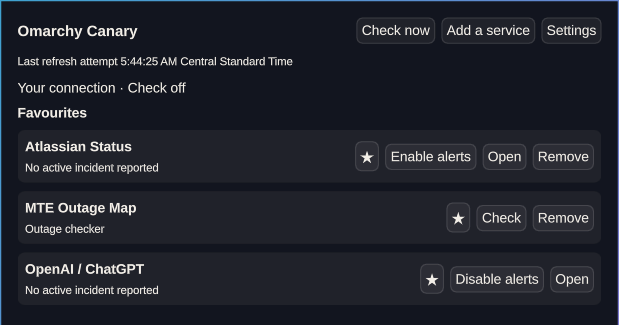 Omarchy Canary
Check now
Add a service
Settings
Last refresh attempt 5:44:25 AM Central Standard Time
Your connection · Check off
Favourites
Atlassian Status
No active incident reported
★
Enable alerts
Open
Remove
MTE Outage Map
Outage checker
★
Check
Remove
OpenAI / ChatGPT
No active incident reported
★
Disable alerts
Open